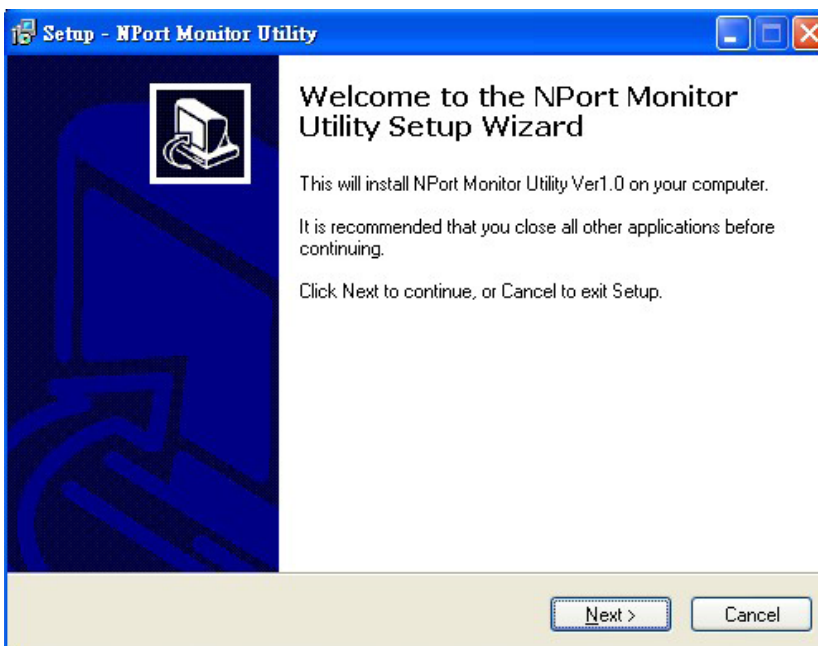 Setup - NPort Monitor Utility
Welcome to the NPort Monitor
Utility Setup Wizard
This will install NPort Monitor Utility Ver1.0 on your computer.
It is recommended that you close all other applications before
continuing.
Click Next to continue, or Cancel to exit Setup.
Next >
Cancel